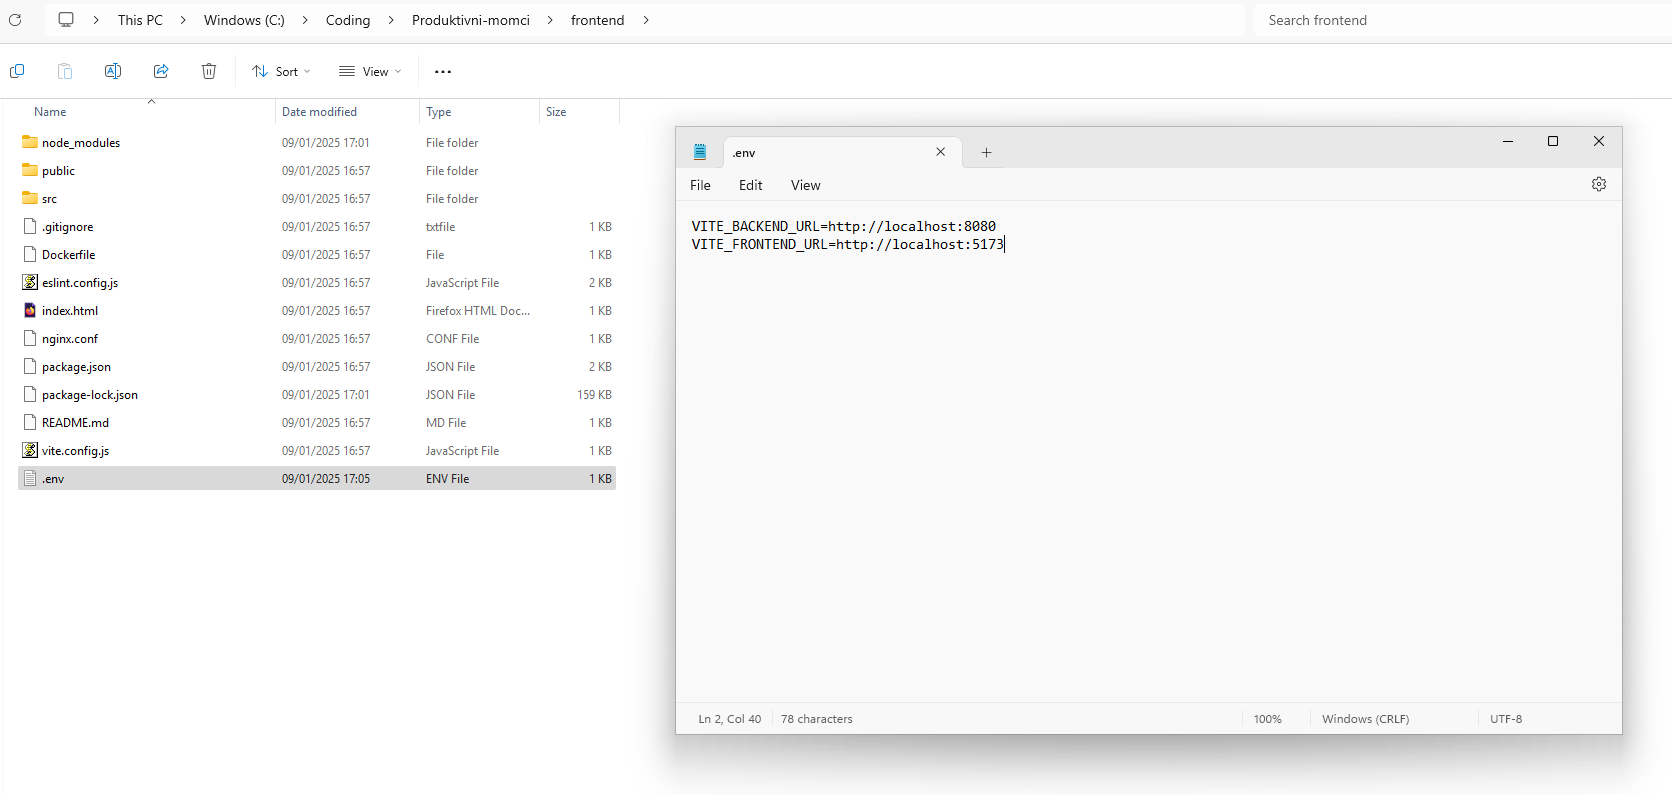 This PC > Windows (C:) > Coding > Produktivni-momci > frontend >
Search frontend
Sort
View
Name
Date modified
Type
Size
node_modules 09/01/2025 17:01 File folder
public 09/01/2025 16:57 File folder
src 09/01/2025 16:57 File folder
.gitignore 09/01/2025 16:57 txtfile 1 KB
Dockerfile 09/01/2025 16:57 File 1 KB
eslint.config.js 09/01/2025 16:57 JavaScript File 2 KB
index.html 09/01/2025 16:57 Firefox HTML Doc... 1 KB
nginx.conf 09/01/2025 16:57 CONF File 1 KB
package.json 09/01/2025 16:57 JSON File 2 KB
package-lock.json 09/01/2025 17:01 JSON File 159 KB
README.md 09/01/2025 16:57 MD File 1 KB
vite.config.js 09/01/2025 16:57 JavaScript File 1 KB
.env 09/01/2025 17:05 ENV File 1 KB
.env
File Edit View
VITE_BACKEND_URL=http://localhost:8080
VITE_FRONTEND_URL=http://localhost:5173
Ln 2, Col 40 78 characters 100% Windows (CRLF) UTF-8